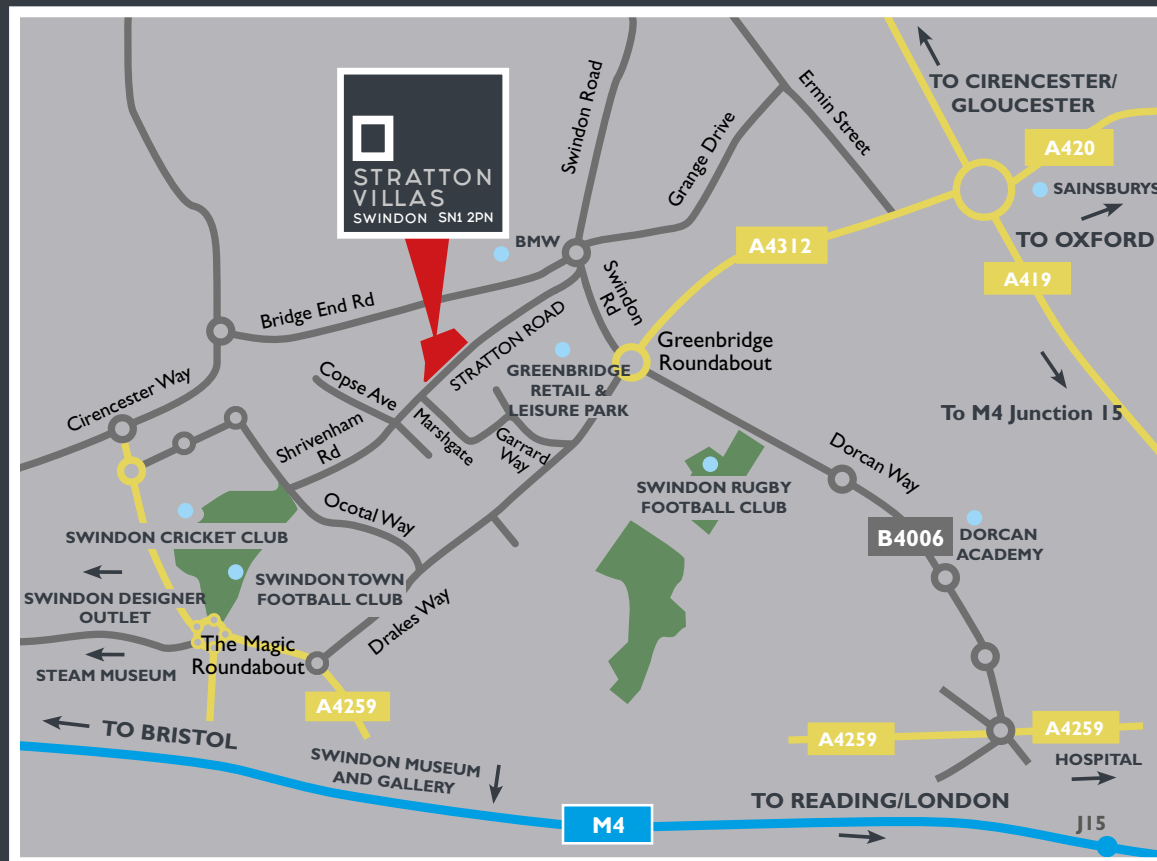 STRATTON
VILLAS
SWINDON SN1 2PN
Swindon Road
Grange Drive
Ermin Street
TO CIRENCESTER/
GLOUCESTER
A420
SAINSBURYS
TO OXFORD
A4312
A419
BMW
Swindon
Rd
Bridge End Rd
STRATTON ROAD
Greenbridge
Roundabout
GREENBRIDGE
RETAIL &
LEISURE PARK
To M4 Junction 15
Cirencester Way
Copse Ave
Shrivenham
Rd
Marshgate
Garrard
Way
Dorcan Way
SWINDON RUGBY
FOOTBALL CLUB
Ocotal Way
B4006
DORCAN
ACADEMY
SWINDON CRICKET CLUB
SWINDON TOWN
FOOTBALL CLUB
SWINDON DESIGNER
OUTLET
Drakes Way
The Magic
Roundabout
STEAM MUSEUM
A4259
A4259
A4259
TO BRISTOL
SWINDON MUSEUM
AND GALLERY
HOSPITAL
TO READING/LONDON
M4
J15